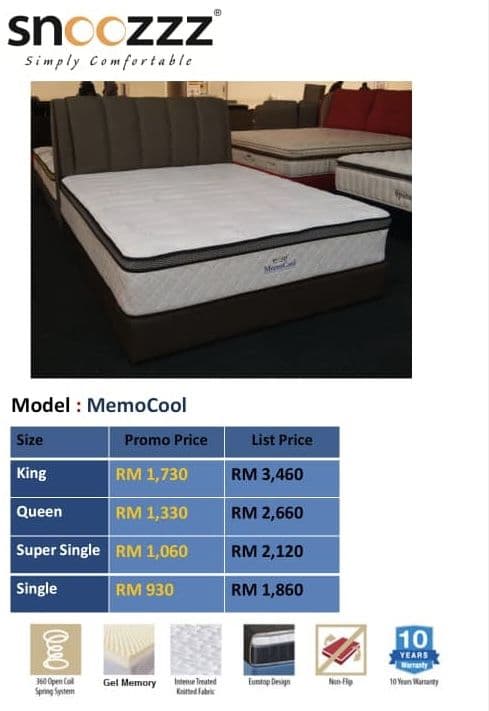 snoozzz®
Simply Comfortable
MemoCool
Model : MemoCool
Size Promo Price List Price
King RM 1,730 RM 3,460
Queen RM 1,330 RM 2,660
Super Single RM 1,060 RM 2,120
Single RM 930 RM 1,860
360 Open Coil
Spring System
Gel Memory
Intense Treated
Knitted Fabric
Eurotop Design
Non-Flip
10
YEARS
Warranty
10 Years Warranty